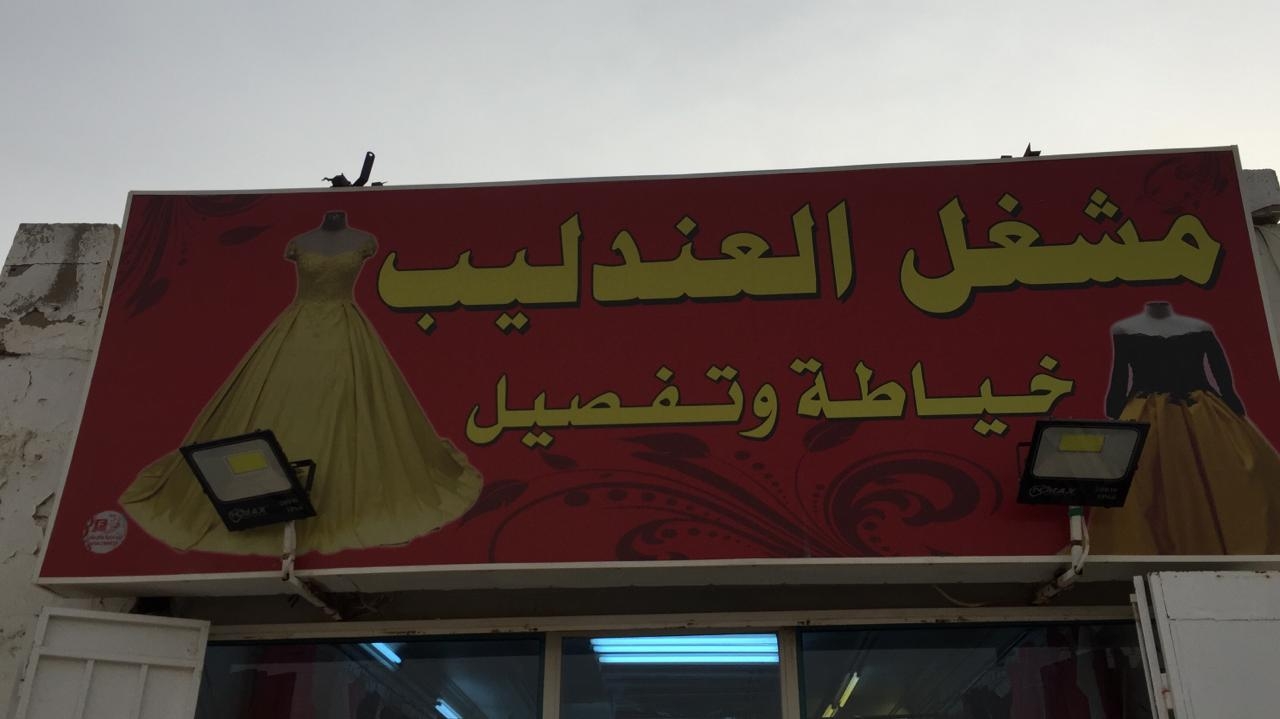 مشغل العندليب
خياطة وتفصيل